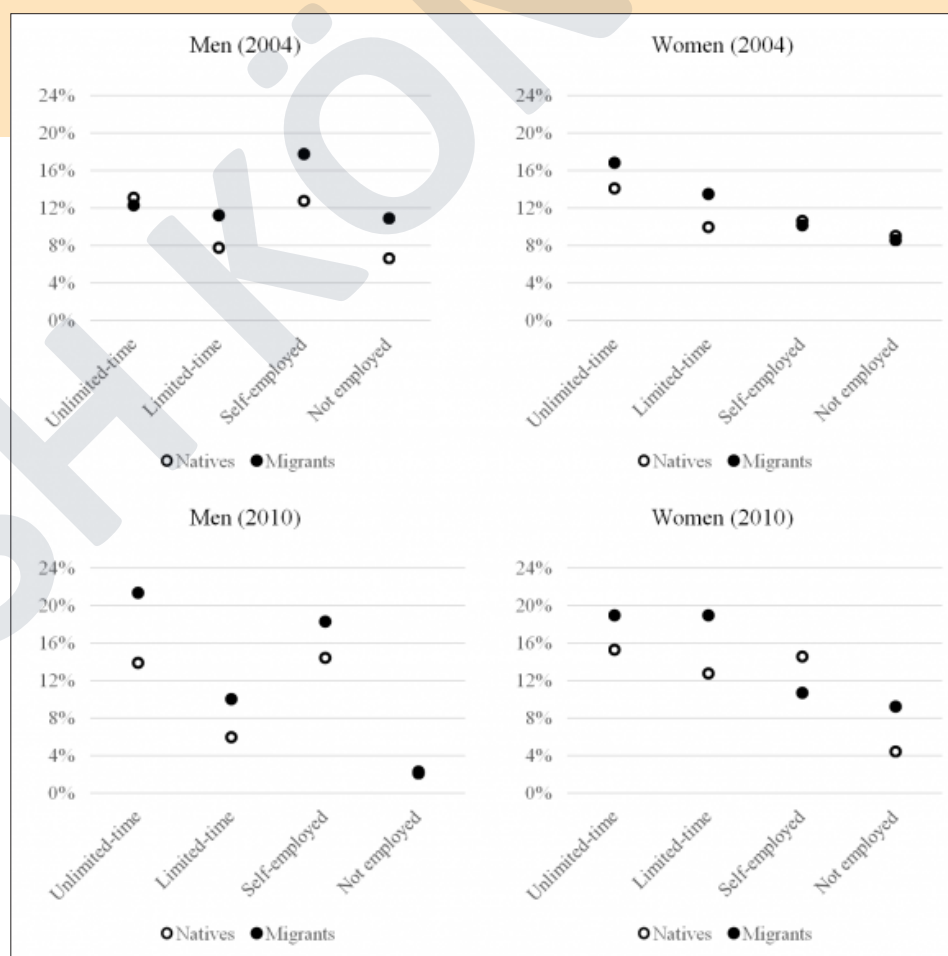 Men (2004)
24%
20%
16%
12%
8%
4%
0%
Unlimited-time
Limited-time
Self-employed
Not employed
Natives Migrants
Women (2004)
24%
20%
16%
12%
8%
4%
0%
Unlimited-time
Limited-time
Self-employed
Not employed
Natives Migrants
Men (2010)
24%
20%
16%
12%
8%
4%
0%
Unlimited-time
Limited-time
Self-employed
Not employed
Natives Migrants
Women (2010)
24%
20%
16%
12%
8%
4%
0%
Unlimited-time
Limited-time
Self-employed
Not employed
Natives Migrants